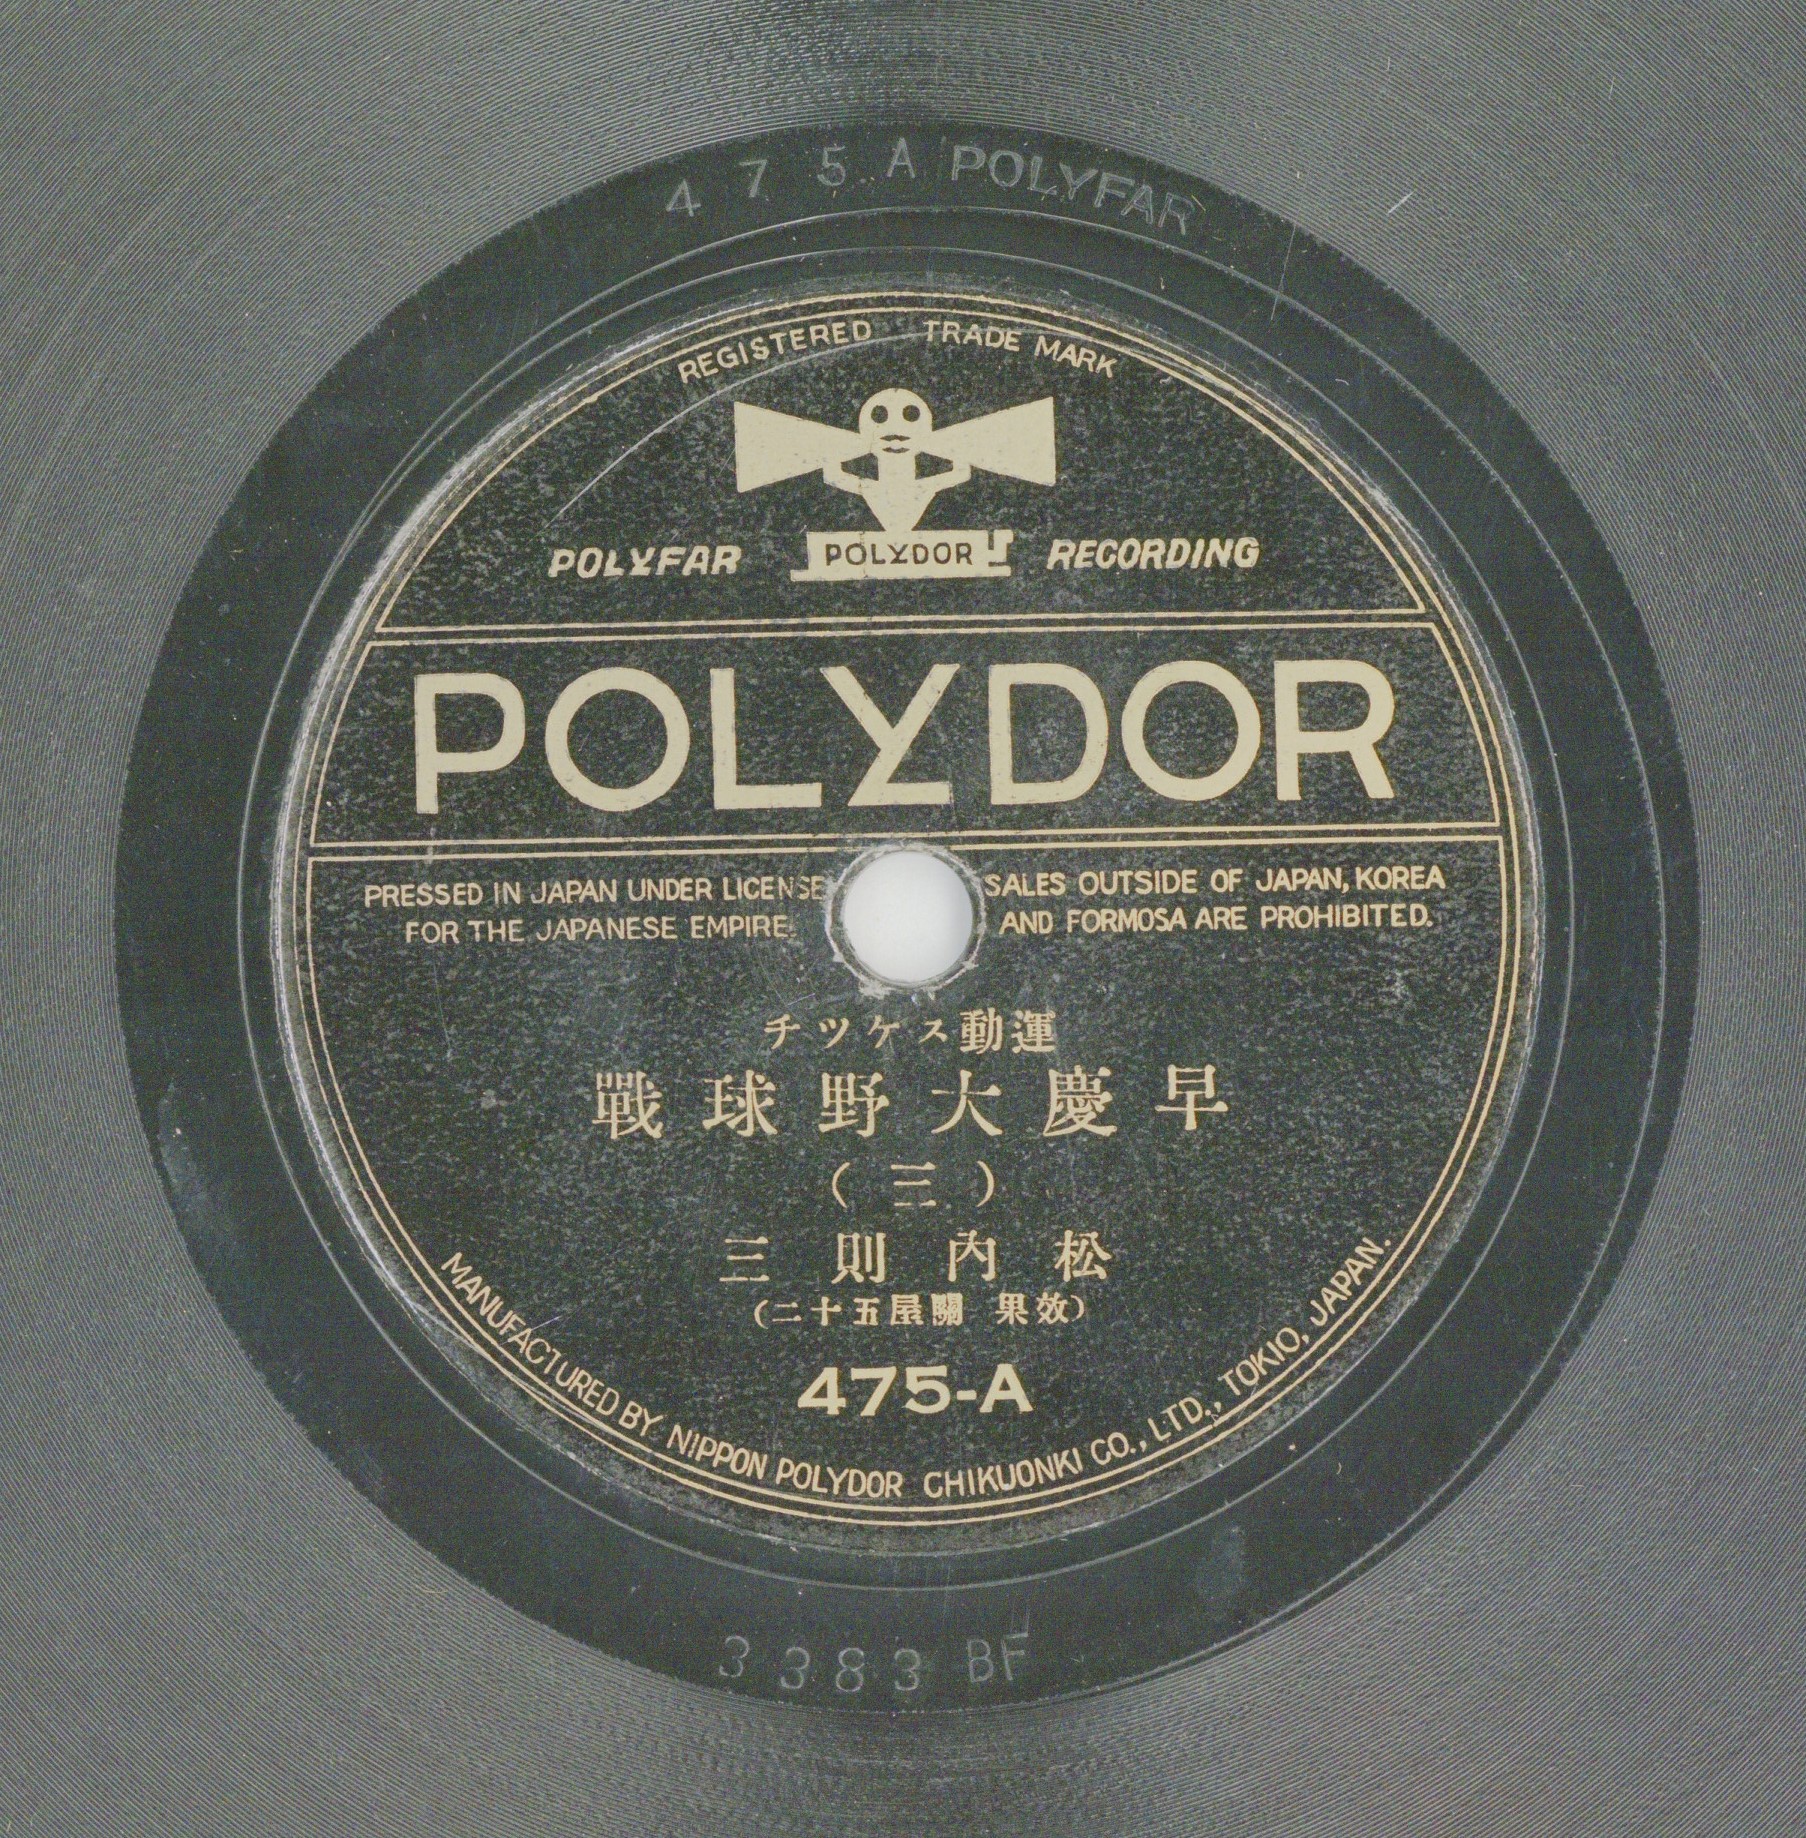 4 7 5 A POLYFAR
REGISTERED TRADE MARK
POLYFAR POLYDOR RECORDING
POLYDOR
PRESSED IN JAPAN UNDER LICENSE
FOR THE JAPANESE EMPIRE.
SALES OUTSIDE OF JAPAN, KOREA
AND FORMOSA ARE PROHIBITED.
運動スケツチ
早慶大野球戰
(三)
松內則三
(効果 關屋五十二)
475-A
MANUFACTURED BY NIPPON POLYDOR CHIKUONKI CO., LTD., TOKIO, JAPAN.
3383 BF